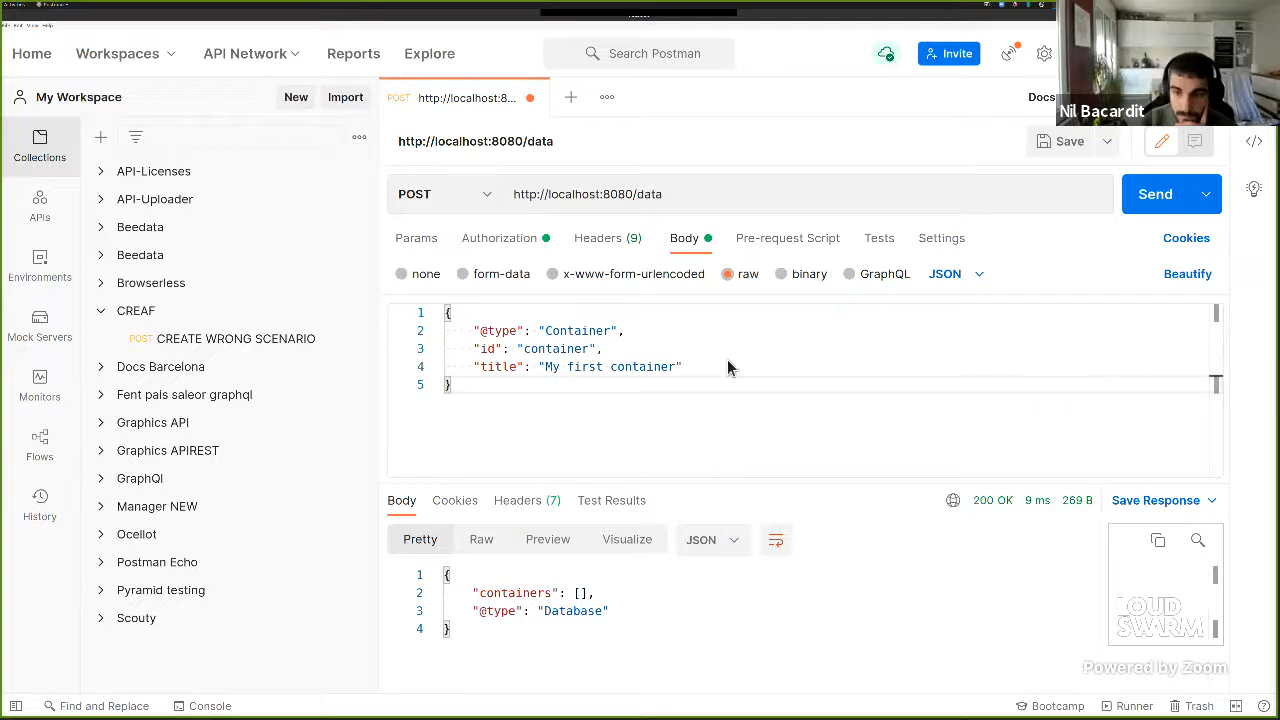 Activities
Postman
File Edit View Help
Home
Workspaces
API Network
Reports
Explore
Search Postman
Invite
Nil Bacardit
My Workspace
New
Import
POST http://localhost:8...
Docs
Collections
http://localhost:8080/data
Save
POST
http://localhost:8080/data
Send
Params
Authorization
Headers (9)
Body
Pre-request Script
Tests
Settings
Cookies
none
form-data
x-www-form-urlencoded
raw
binary
GraphQL
JSON
Beautify
1 {
2 "@type": "Container",
3 "id": "container",
4 "title": "My first container"
5 }
APIs
Environments
Mock Servers
Monitors
Flows
History
API-Licenses
API-Uploader
Beedata
Beedata
Browserless
CREAF
POST CREATE WRONG SCENARIO
Docs Barcelona
Fent pais saleor graphql
Graphics API
Graphics APIREST
GraphQl
Manager NEW
Ocellot
Postman Echo
Pyramid testing
Scouty
Body
Cookies
Headers (7)
Test Results
200 OK
9 ms
269 B
Save Response
Pretty
Raw
Preview
Visualize
JSON
1 {
2 "containers": [],
3 "@type": "Database"
4 }
LOUD
SWARM
Powered by Zoom
Find and Replace
Console
Bootcamp
Runner
Trash